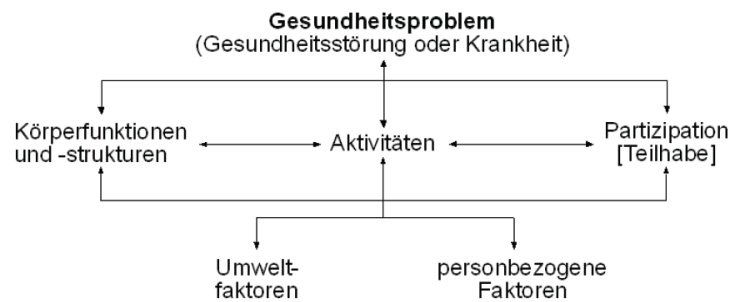 Gesundheitsproblem
(Gesundheitsstörung oder Krankheit)
Körperfunktionen
und -strukturen
Aktivitäten
Partizipation
[Teilhabe]
Umwelt-
faktoren
personbezogene
Faktoren